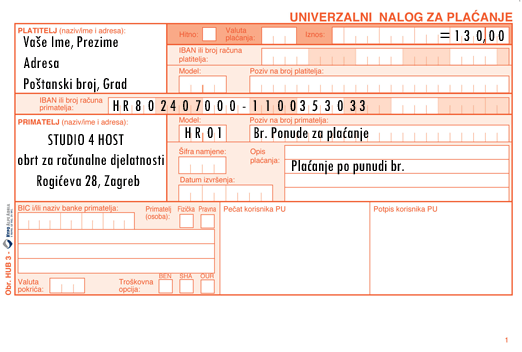 UNIVERZALNI NALOG ZA PLAĆANJE
PLATITELJ (naziv/ime i adresa):
Vaše Ime, Prezime
Adresa
Poštanski broj, Grad
Hitno:
Valuta plaćanja:
Iznos:
=130,00
IBAN ili broj računa platitelja:
Model:
Poziv na broj platitelja:
IBAN ili broj računa primatelja:
HR802407000-1100353033
PRIMATELJ (naziv/ime i adresa):
STUDIO 4 HOST
obrt za računalne djelatnosti
Rogićeva 28, Zagreb
Model:
HR01
Poziv na broj primatelja:
Br. Ponude za plaćanje
Šifra namjene:
Opis plaćanja:
Plaćanje po punudi br.
Datum izvršenja:
BIC i/ili naziv banke primatelja:
Primatelj (osoba):
Fizička
Pravna
Pečat korisnika PU
Potpis korisnika PU
Valuta pokrića:
Troškovna opcija:
BEN
SHA
OUR
Obr. HUB 3 -
1